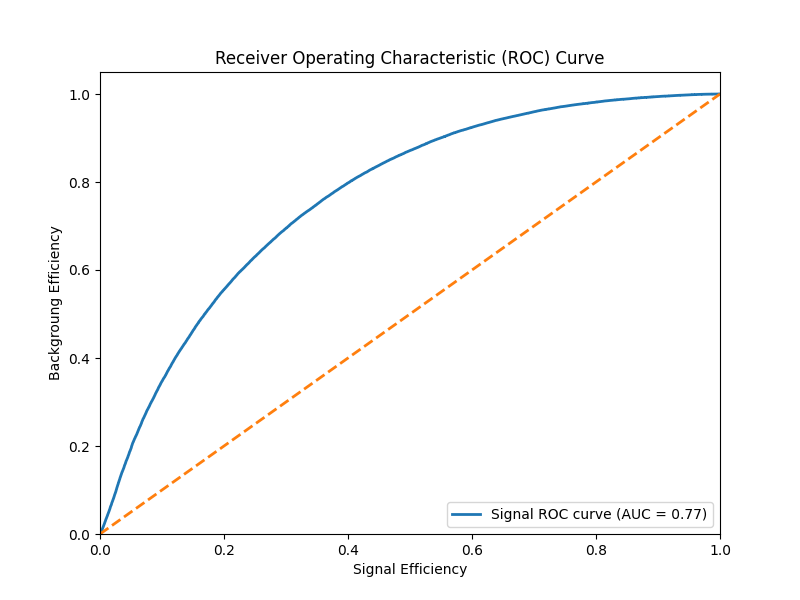 Receiver Operating Characteristic (ROC) Curve
1.0
0.8
0.6
0.4
0.2
0.0
Backgroung Efficiency
Signal ROC curve (AUC = 0.77)
0.0 0.2 0.4 0.6 0.8 1.0
Signal Efficiency